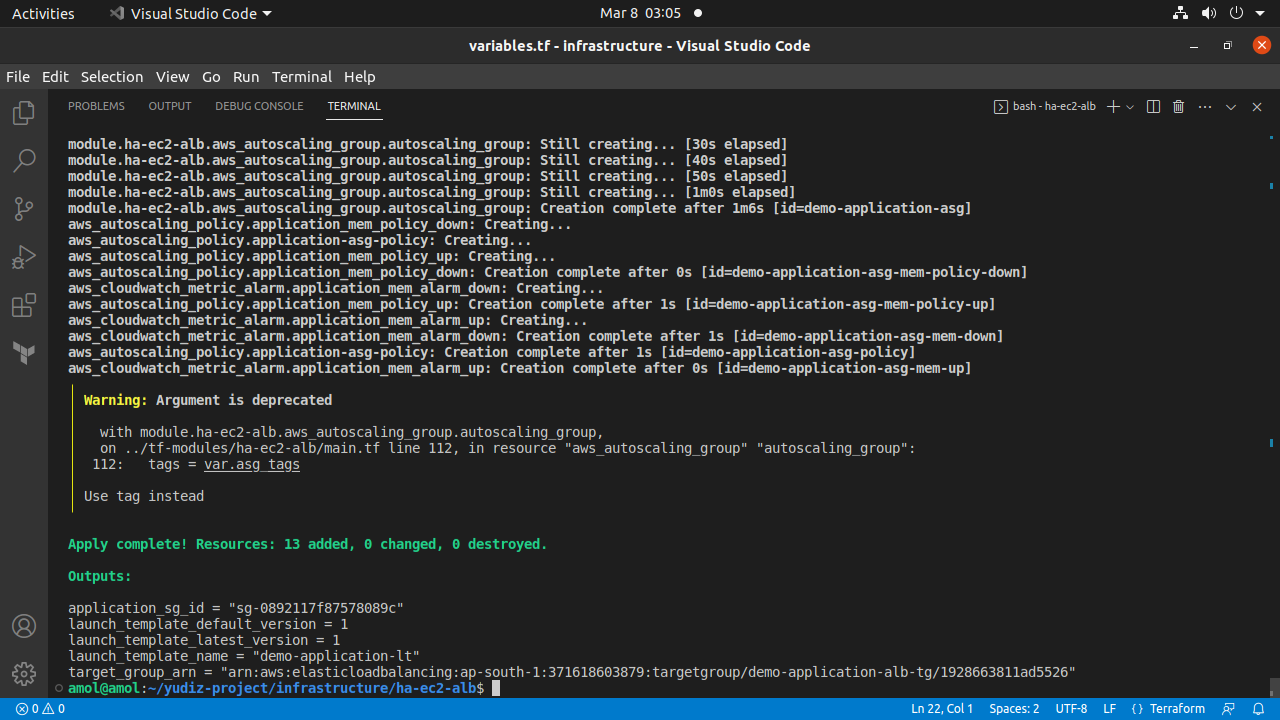 Activities Visual Studio Code Mar 8 03:05
variables.tf - infrastructure - Visual Studio Code
File Edit Selection View Go Run Terminal Help
PROBLEMS OUTPUT DEBUG CONSOLE TERMINAL bash - ha-ec2-alb
module.ha-ec2-alb.aws_autoscaling_group.autoscaling_group: Still creating... [30s elapsed]
module.ha-ec2-alb.aws_autoscaling_group.autoscaling_group: Still creating... [40s elapsed]
module.ha-ec2-alb.aws_autoscaling_group.autoscaling_group: Still creating... [50s elapsed]
module.ha-ec2-alb.aws_autoscaling_group.autoscaling_group: Still creating... [1m0s elapsed]
module.ha-ec2-alb.aws_autoscaling_group.autoscaling_group: Creation complete after 1m6s [id=demo-application-asg]
aws_autoscaling_policy.application_mem_policy_down: Creating...
aws_autoscaling_policy.application-asg-policy: Creating...
aws_autoscaling_policy.application_mem_policy_up: Creating...
aws_autoscaling_policy.application_mem_policy_down: Creation complete after 0s [id=demo-application-asg-mem-policy-down]
aws_cloudwatch_metric_alarm.application_mem_alarm_down: Creating...
aws_autoscaling_policy.application_mem_policy_up: Creation complete after 1s [id=demo-application-asg-mem-policy-up]
aws_cloudwatch_metric_alarm.application_mem_alarm_up: Creating...
aws_cloudwatch_metric_alarm.application_mem_alarm_down: Creation complete after 1s [id=demo-application-asg-mem-down]
aws_autoscaling_policy.application-asg-policy: Creation complete after 1s [id=demo-application-asg-policy]
aws_cloudwatch_metric_alarm.application_mem_alarm_up: Creation complete after 0s [id=demo-application-asg-mem-up]
Warning: Argument is deprecated
with module.ha-ec2-alb.aws_autoscaling_group.autoscaling_group,
on ../tf-modules/ha-ec2-alb/main.tf line 112, in resource "aws_autoscaling_group" "autoscaling_group":
112: tags = var.asg_tags
Use tag instead
Apply complete! Resources: 13 added, 0 changed, 0 destroyed.
Outputs:
application_sg_id = "sg-0892117f87578089c"
launch_template_default_version = 1
launch_template_latest_version = 1
launch_template_name = "demo-application-lt"
target_group_arn = "arn:aws:elasticloadbalancing:ap-south-1:371618603879:targetgroup/demo-application-alb-tg/1928663811ad5526"
amol@amol:~/yudiz-project/infrastructure/ha-ec2-alb$
0 0 Ln 22, Col 1 Spaces: 2 UTF-8 LF {} Terraform